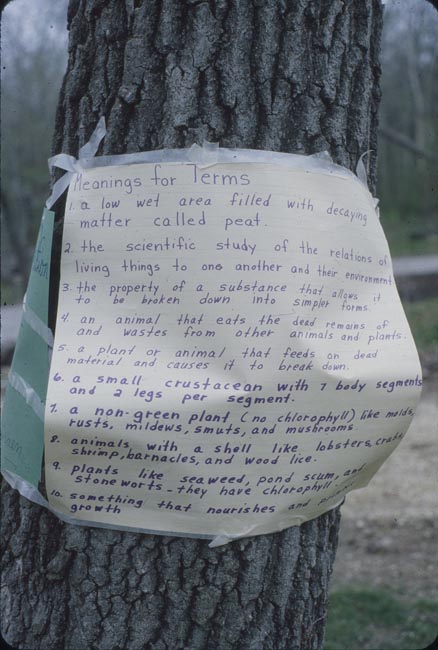 Meanings for Terms
1. a low wet area filled with decaying
matter called peat.
2. the scientific study of the relations of
living things to one another and their environment
3. the property of a substance that allows it
to be broken down into simpler forms.
4. an animal that eats the dead remains of
and wastes from other animals and plants.
5. a plant or animal that feeds on dead
material and causes it to break down.
6. a small crustacean with 7 body segments
and 2 legs per segment.
7. a non-green plant (no chlorophyll) like molds,
rusts, mildews, smuts, and mushrooms
8. animals with a shell like lobsters, crabs,
shrimp, barnacles, and wood lice.
9. plants like seaweed, pond scum, and
stoneworts - they have chlorophyll
10. something that nourishes and
growth